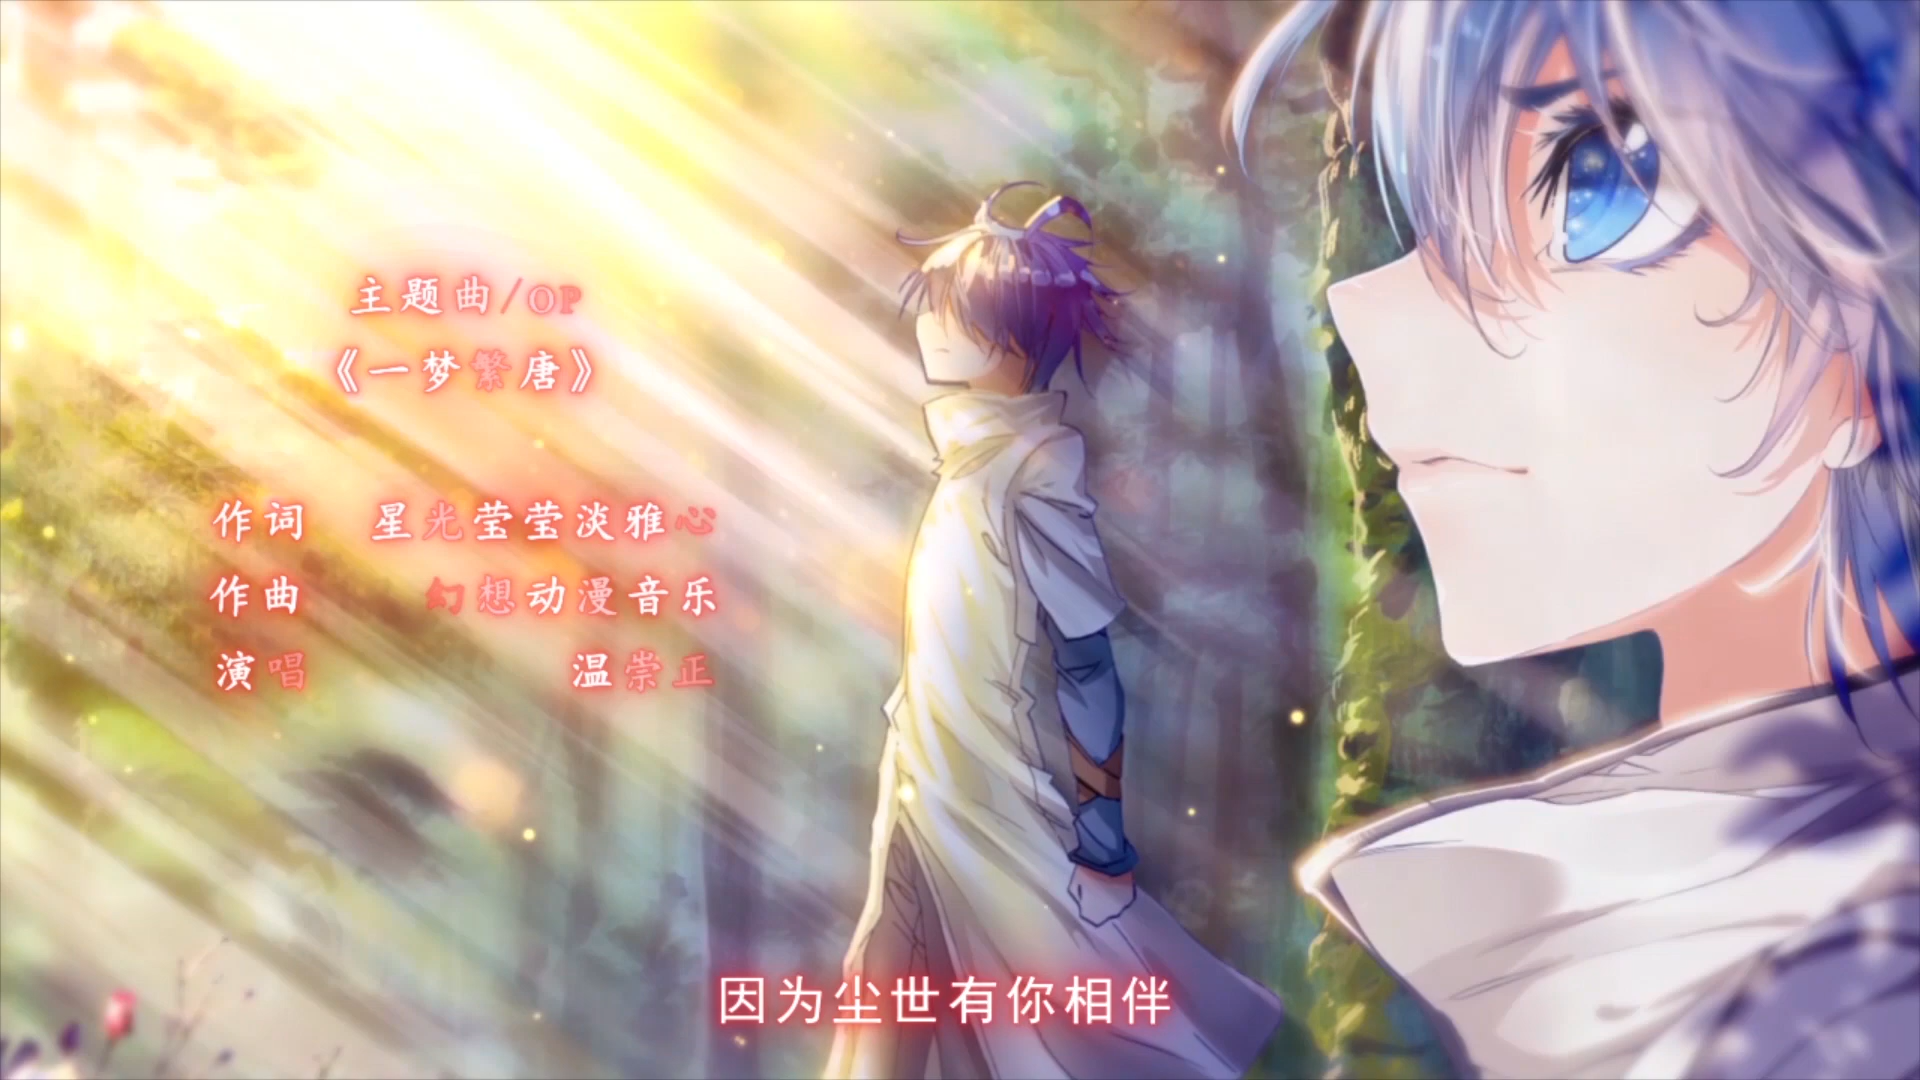 主题曲/OP
《一梦繁唐》
作词 星光莹莹淡雅心
作曲 幻想动漫音乐
演唱 温崇正
因为尘世有你相伴